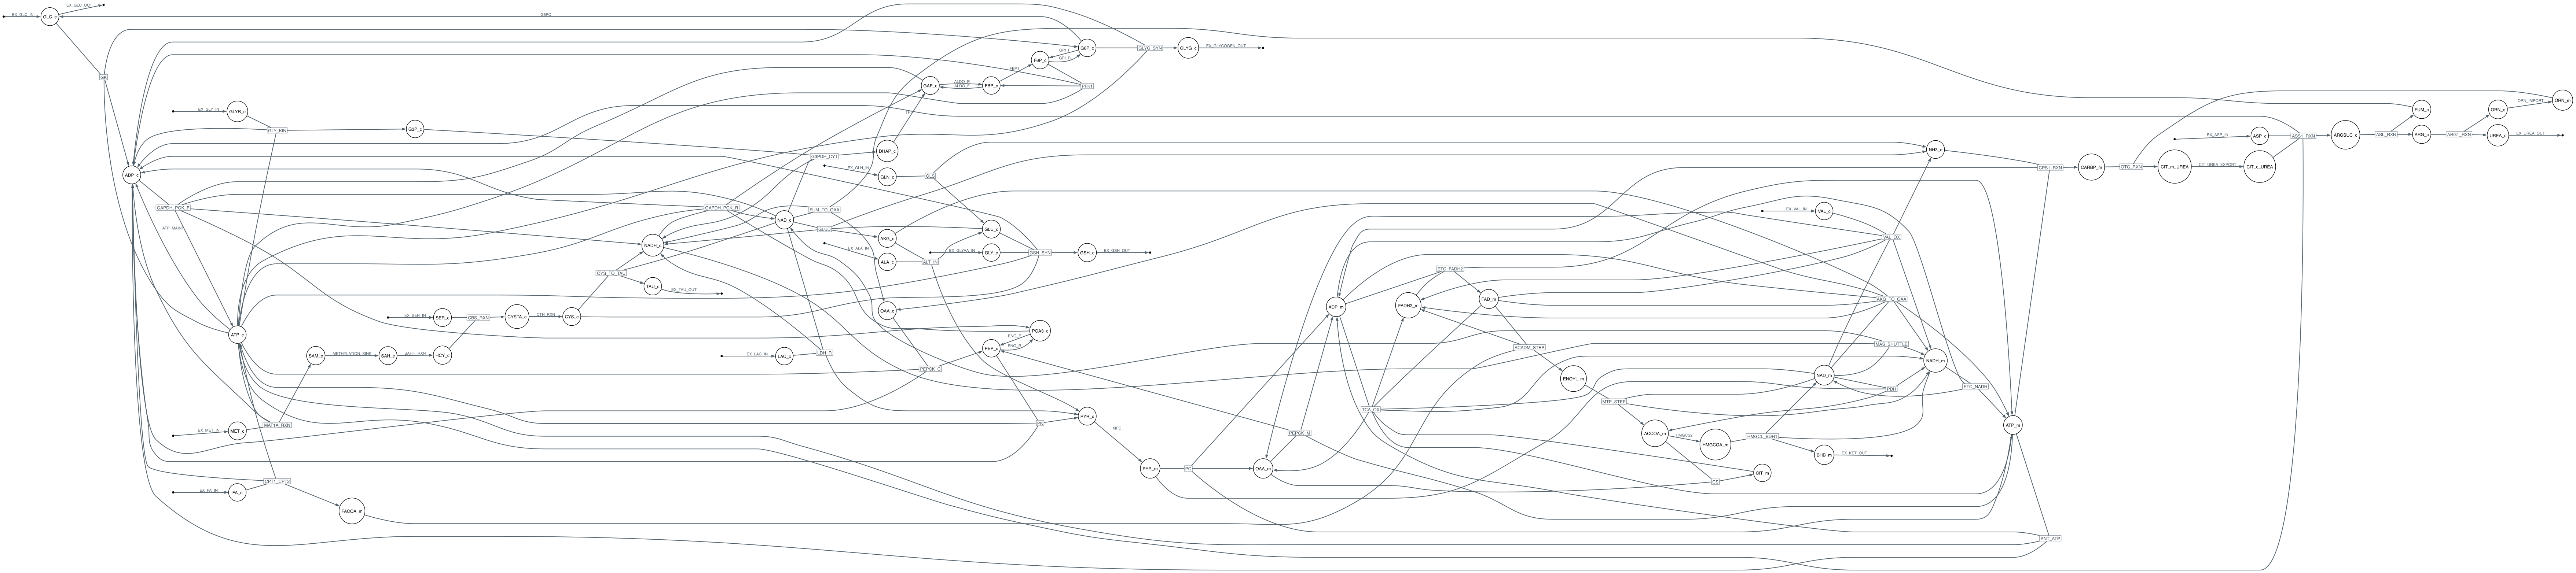 EX_GLC_IN
GLC_c
EX_GLC_OUT
G6PC
GK
G6P_c
GLYG_SYN
GLYG_c
EX_GLYCOGEN_OUT
GPI_F
GPI_R
F6P_c
FBP1
PFK1
GAP_c
ALDO_R
ALDO_F
FBP_c
EX_GLY_IN
GLYR_c
GLY_KIN
G3P_c
G3PDH_CYT
DHAP_c
EX_GLN_IN
GLN_c
GLS
NH3_c
ADP_c
GAPDH_PGK_F
GAPDH_PGK_R
ATP_MAINT
NAD_c
FUM_TO_OAA
GLUD
AKG_c
GLU_c
NADH_c
EX_ALA_IN
ALA_c
ALT_IN
EX_GLYAA_IN
GLY_c
GSH_SYN
GSH_c
EX_GSH_OUT
CYS_TO_TAU
TAU_c
EX_TAU_OUT
OAA_c
EX_SER_IN
SER_c
CBS_RXN
CYSTA_c
CTH_RXN
CYS_c
ATP_c
SAM_c
METHYLATION_SINK
SAH_c
SAHH_RXN
HCY_c
EX_LAC_IN
LAC_c
LDH_R
PEP_c
ENO_F
ENO_R
PGAS_c
PEPCK_C
EX_MET_IN
MET_c
MAT1A_RXN
PK
PYR_c
MPC
EX_FA_IN
FA_c
CPT1_CPT2
FACOA_m
PYR_m
PC
OAA_m
PEPCK_M
ADP_m
ETC_FADH2
FADH2_m
FAD_m
ACADM_STEP
ENOYL_m
MTP_STEP
TCA_OX
ACCOA_m
HMGCS2
HMGCOA_m
HMGCL_BDH1
BHB_m
EX_KET_OUT
CS
CIT_m
EX_VAL_IN
VAL_c
VAL_OX
AKG_TO_OAA
MAS_SHUTTLE
NAD_m
PDH
NADH_m
ETC_NADH
ATP_m
ANT_ATP
CPS1_RXN
CARBP_m
OTC_RXN
CIT_m_UREA
CIT_UREA_EXPORT
CIT_c_UREA
EX_ASP_IN
ASP_c
ASS1_RXN
ARGSUC_c
ASL_RXN
FUM_c
ARG_c
ARG1_RXN
ORN_c
ORN_IMPORT
ORN_m
UREA_c
EX_UREA_OUT